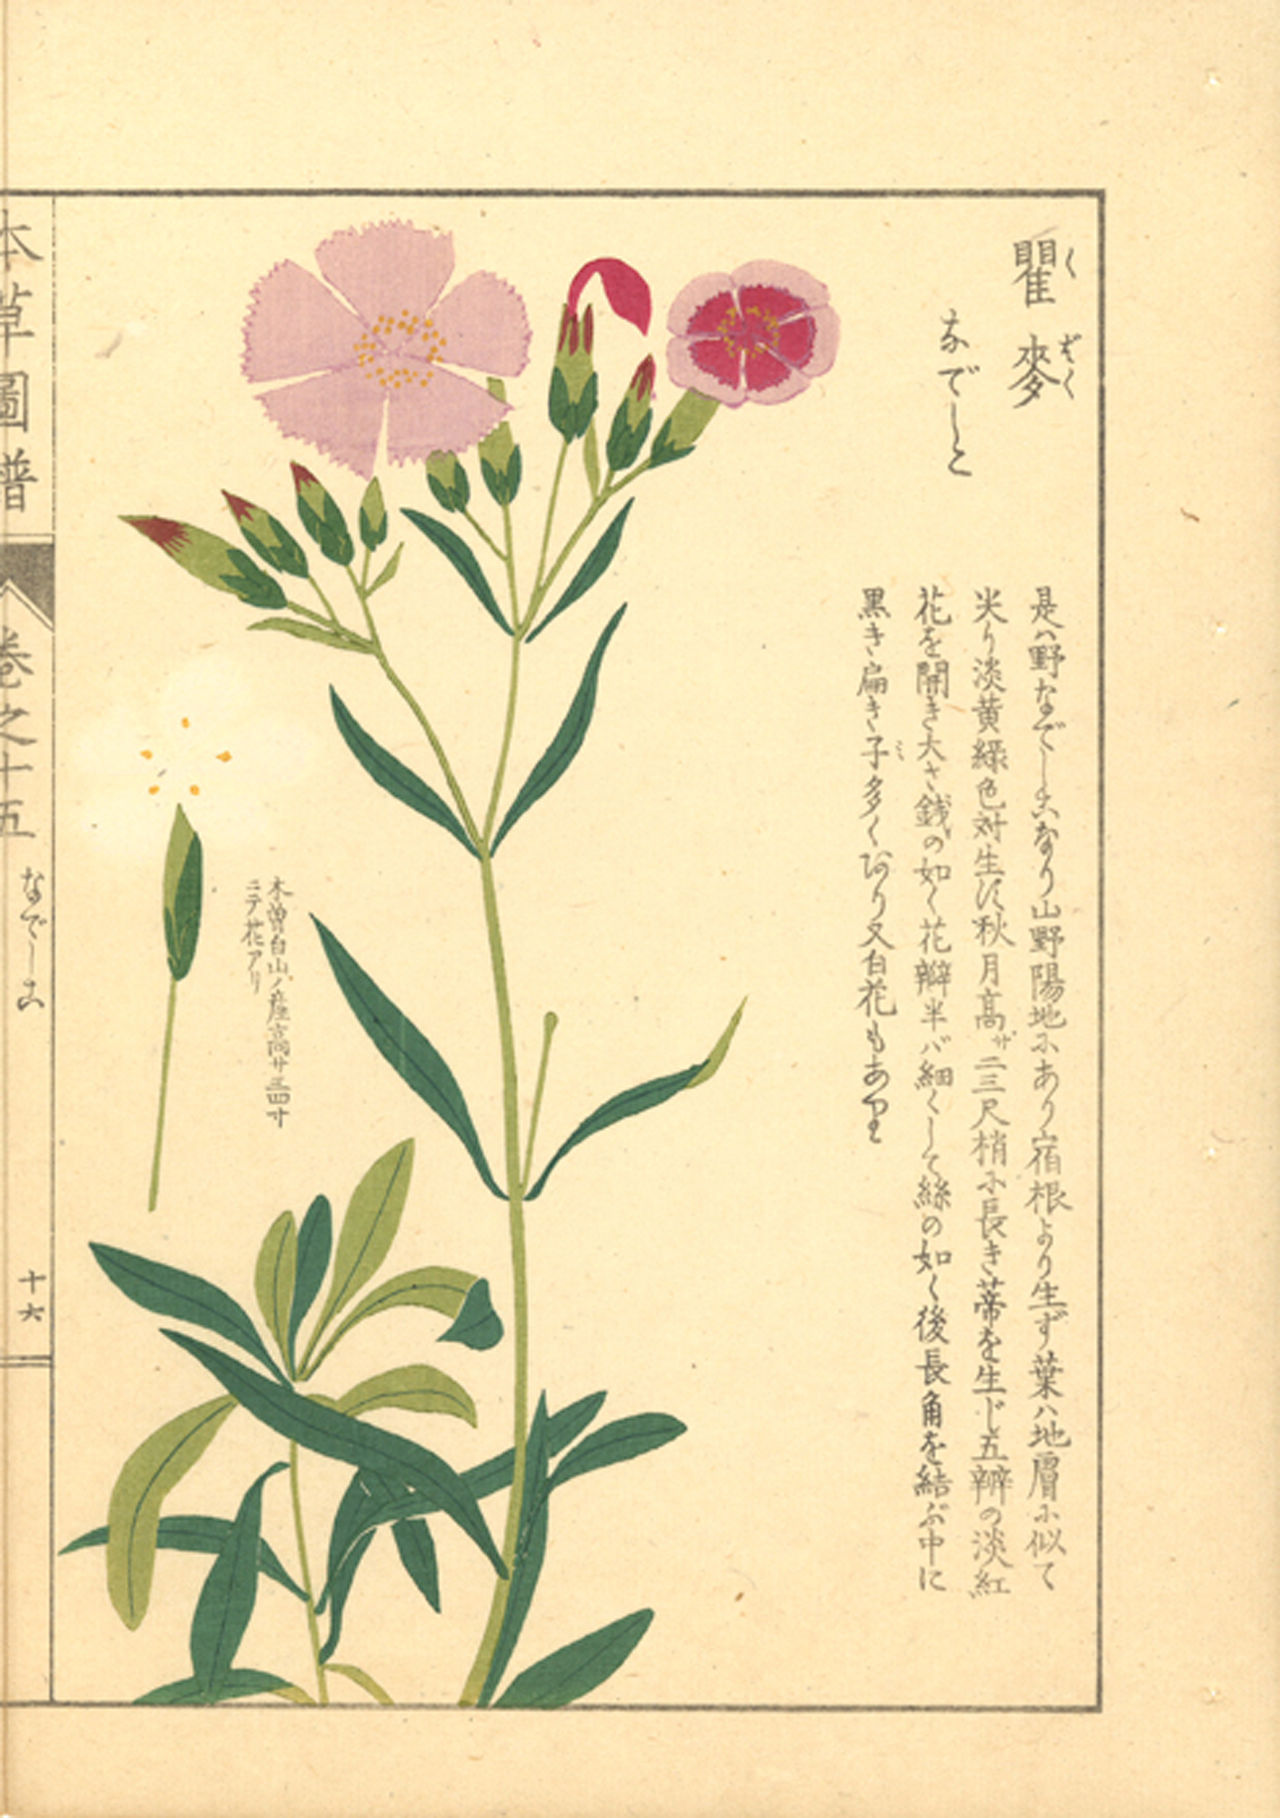 瞿麥
くばく
なでしこ
是ハ野なでしこなり山野陽地にあり宿根より生ず葉ハ地膚に似て
尖り淡黄緑色対生す秋月高サ二三尺梢に長き蔕を生じ五瓣の淡紅
花を開き大さ銭の如く花瓣半バ細くして絲の如く後長角を結ぶ中に
黒き扁き子多くあり又白花もあり
ミ
木曽白山ノ産高サ三四寸
ニテ花アリ
本草圖譜
巻之十五
なでしこ
十六